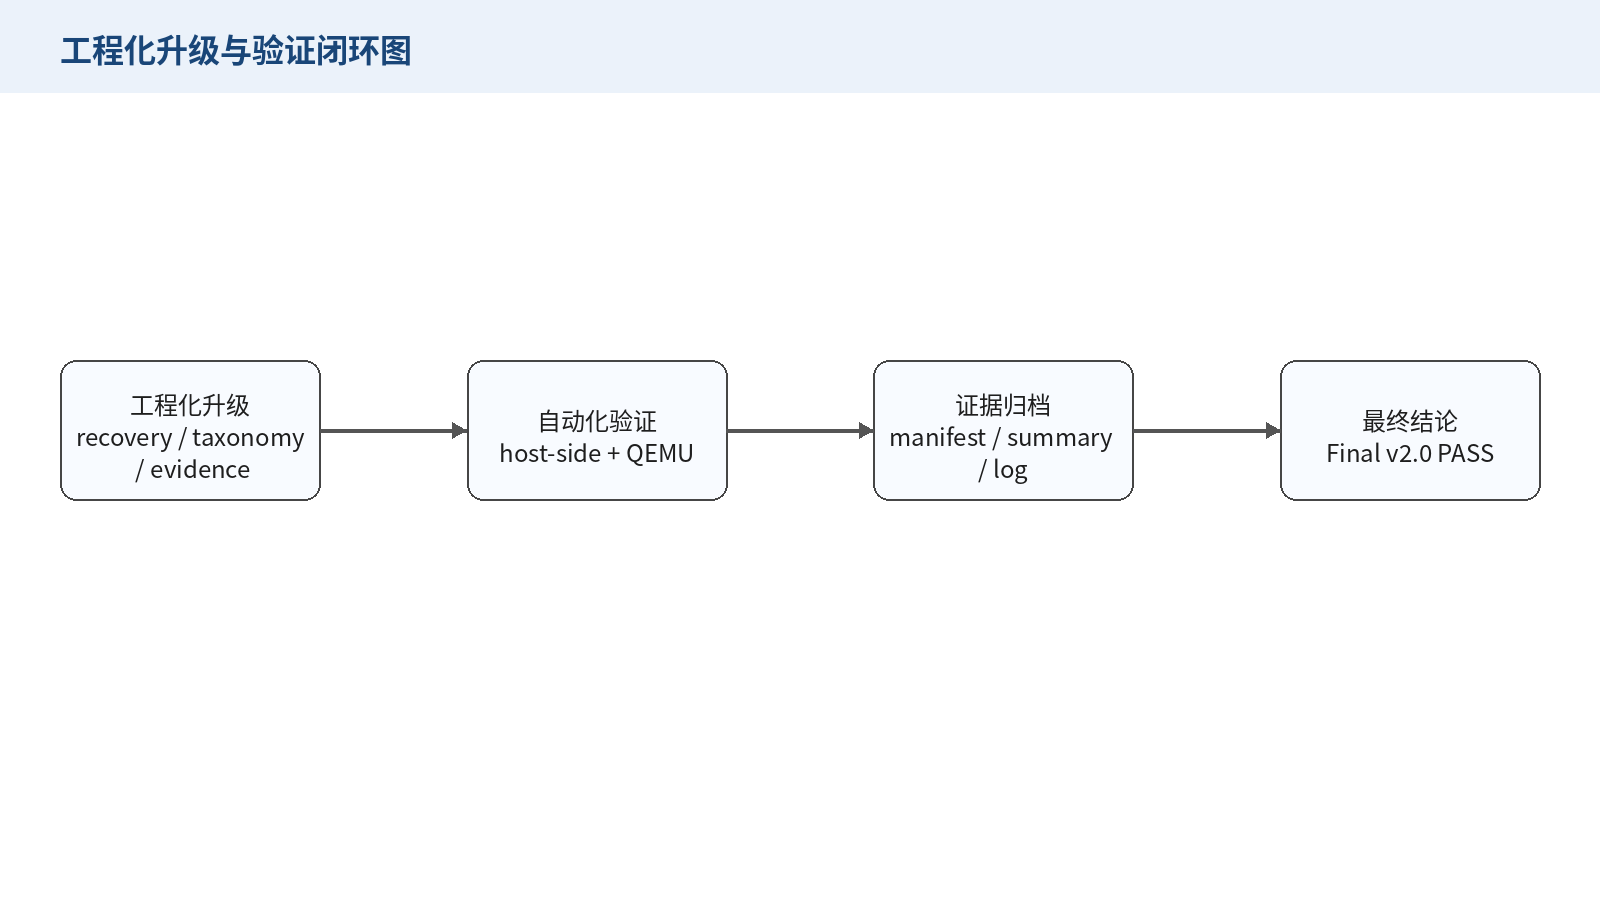 工程化升级与验证闭环图
工程化升级
recovery / taxonomy
/ evidence
自动化验证
host-side + QEMU
证据归档
manifest / summary
/ log
最终结论
Final v2.0 PASS